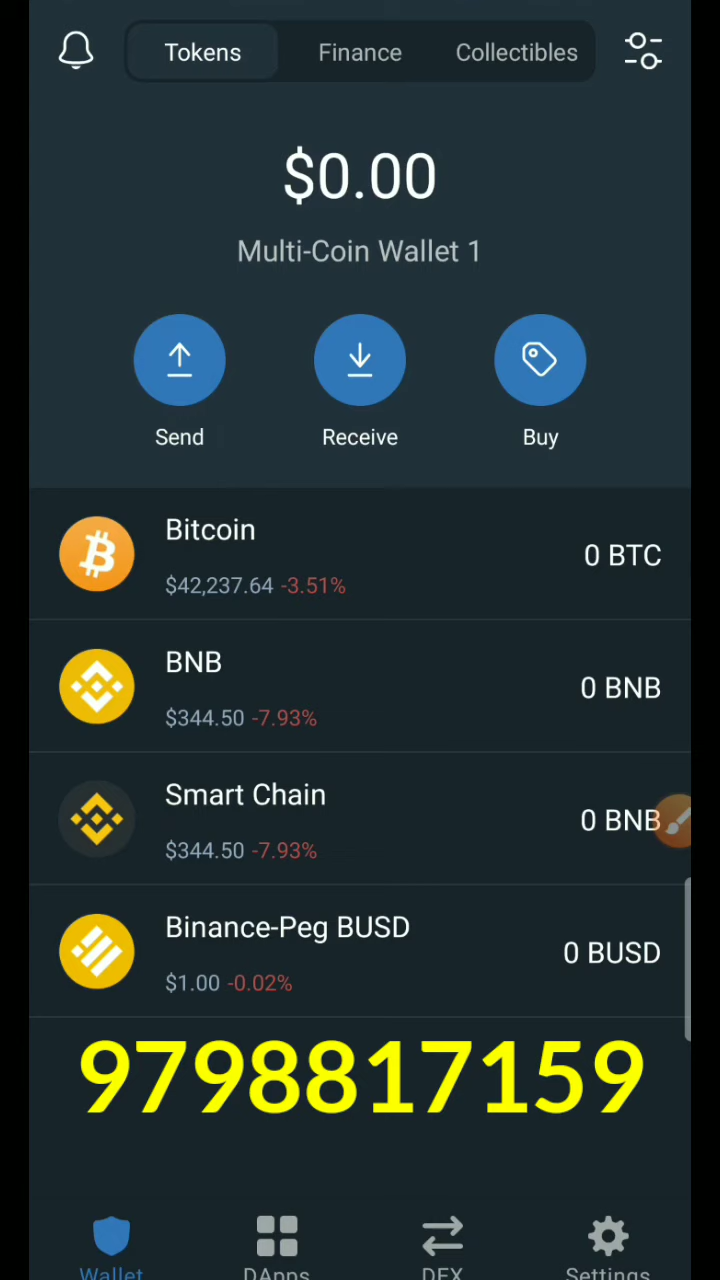 Tokens Finance Collectibles
$0.00
Multi-Coin Wallet 1
Send Receive Buy
Bitcoin
0 BTC
$42,237.64 -3.51%
BNB
0 BNB
$344.50 -7.93%
Smart Chain
0 BNB
$344.50 -7.93%
Binance-Peg BUSD
0 BUSD
$1.00 -0.02%
9798817159
Wallet DApps DEX Settings